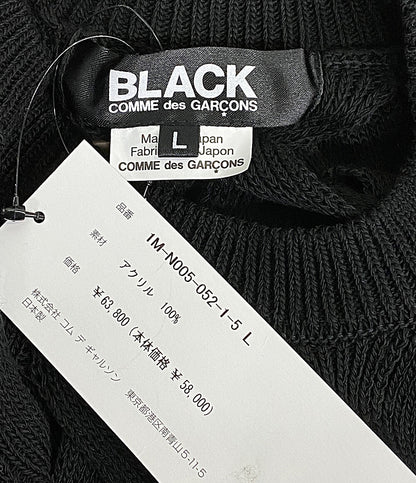 BLACK
COMME des GARÇONS
Made in Japan
L
COMME des GARÇONS
品番 1M-N005-052-1-5 L
素材 アクリル 100%
価格 ¥ 63,800 (本体価格 ¥ 58,000)
株式会社 コム デ ギャルソン 東京都港区南青山5-11-5
日本製